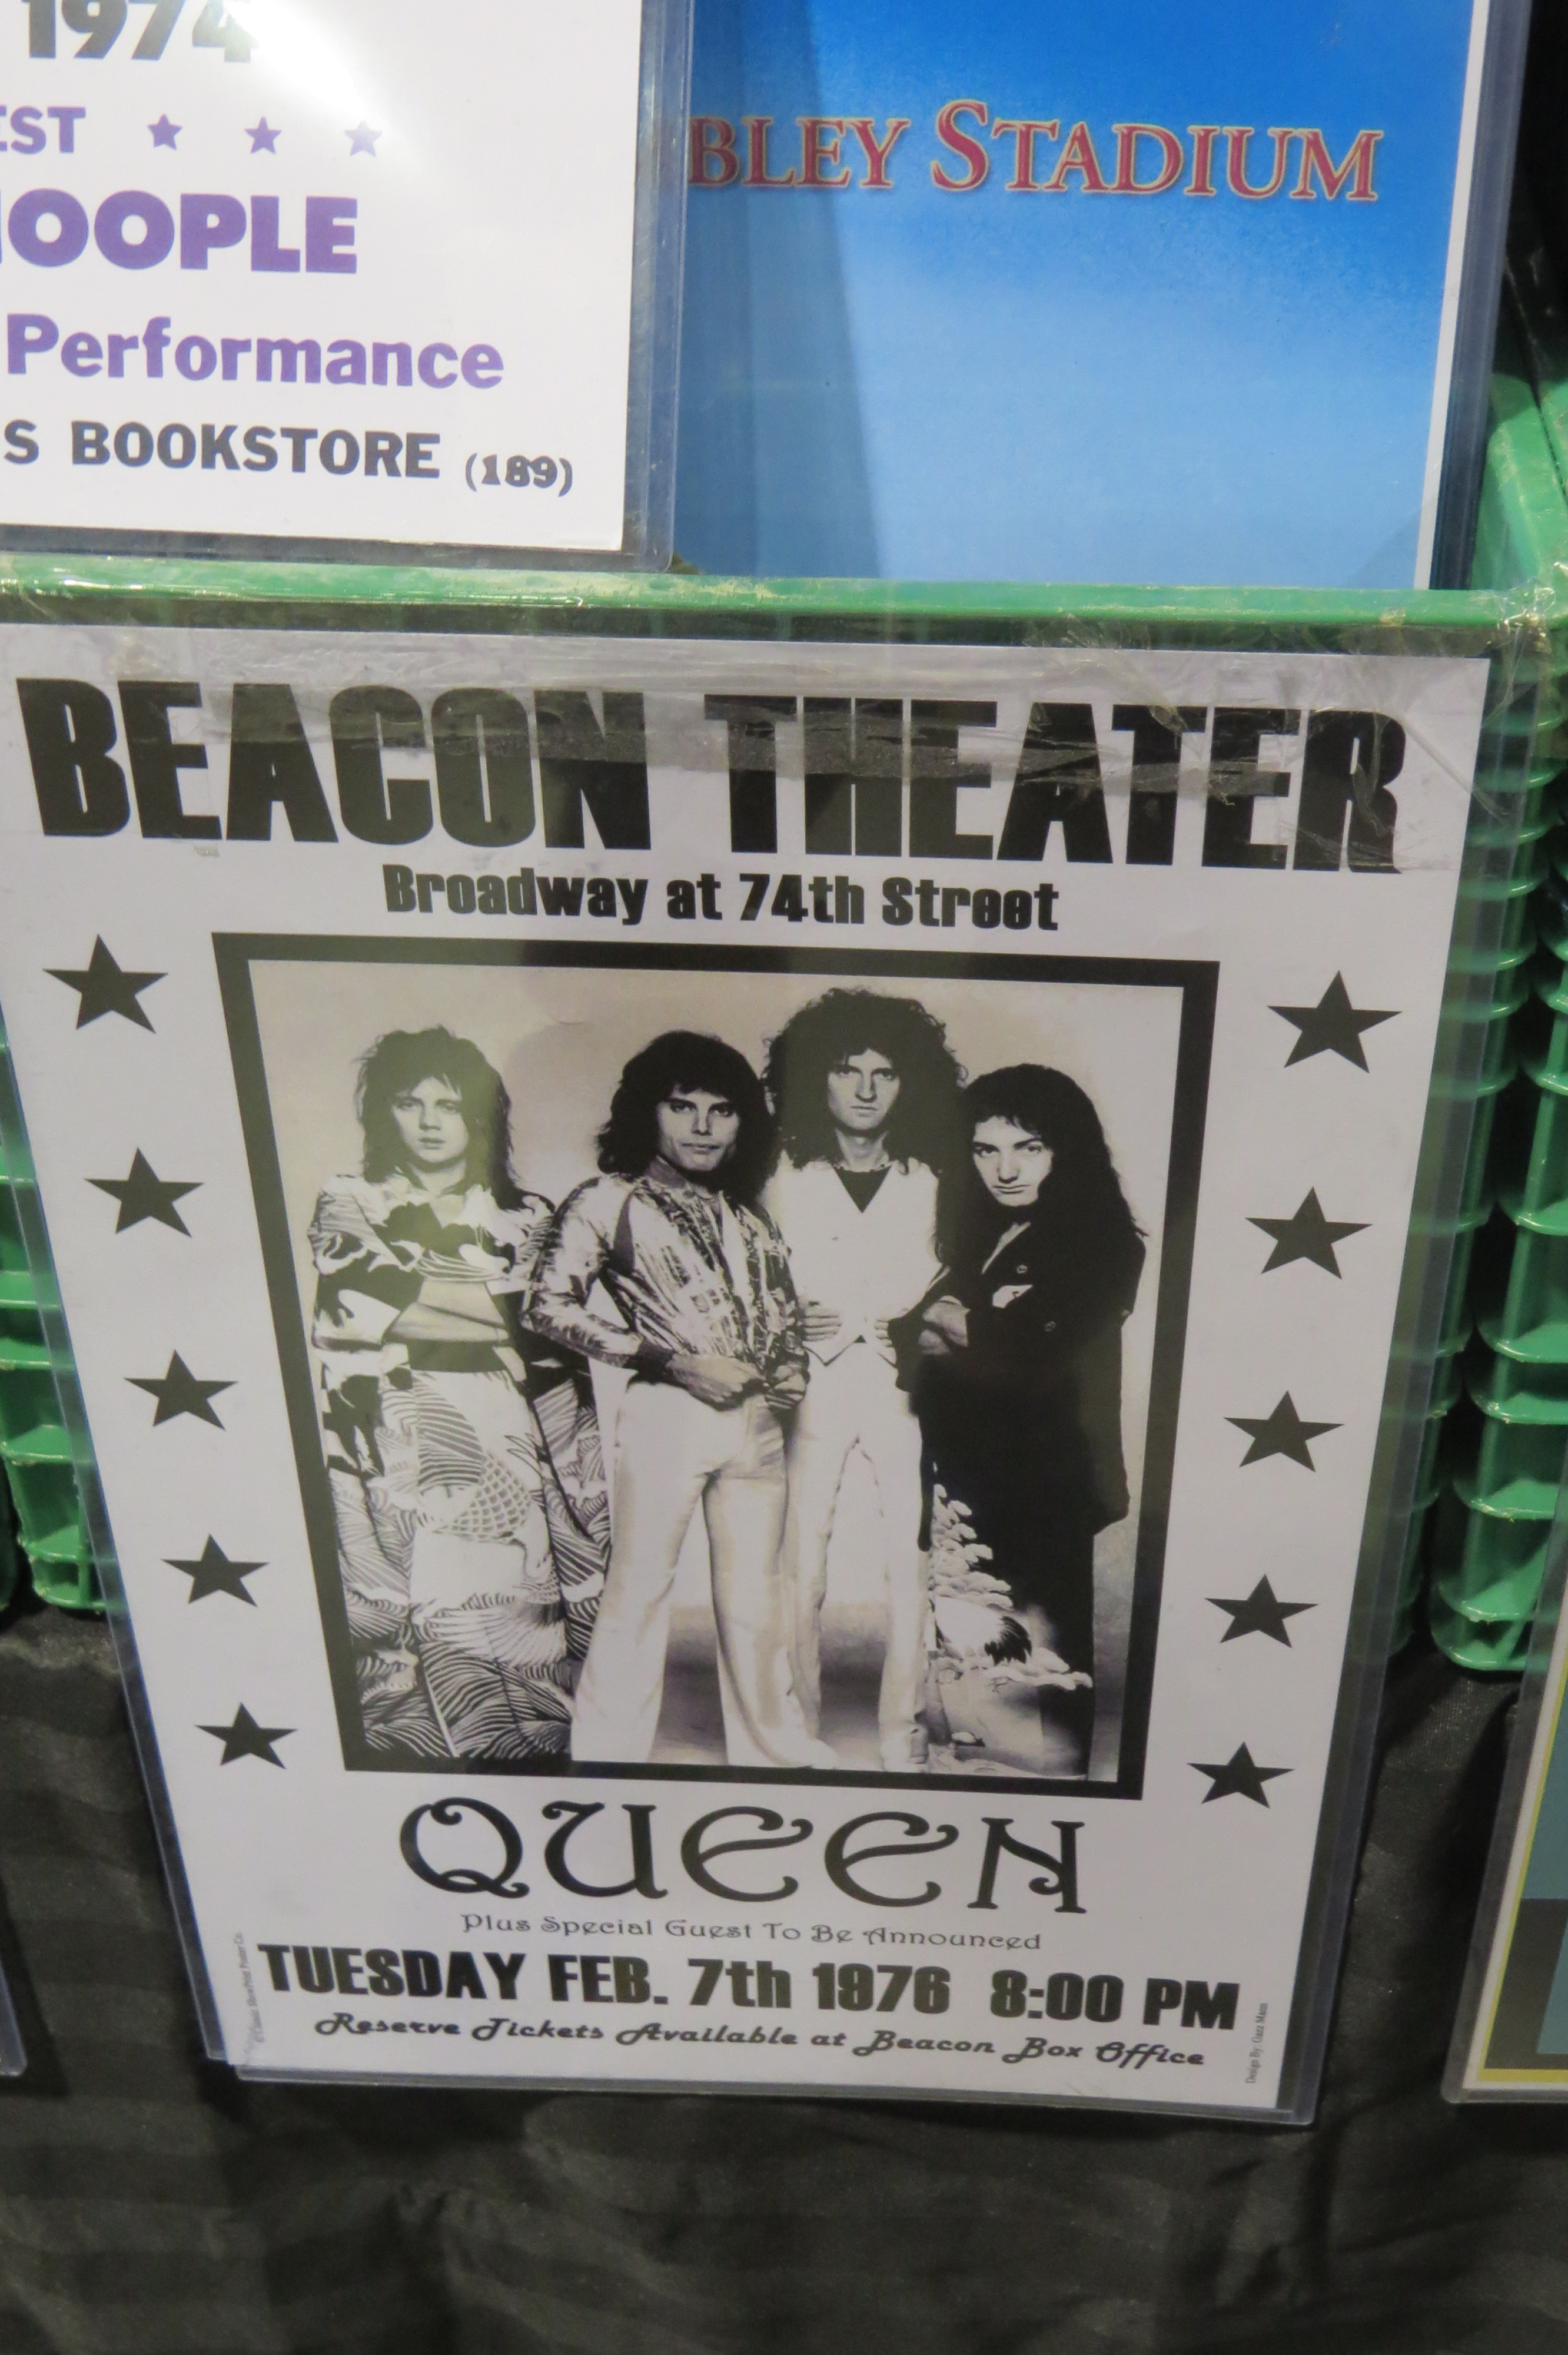 1974
EST
HOOPLE
Performance
S BOOKSTORE (189)
BLEY STADIUM
BEACON THEATER
Broadway at 74th Street
QUEEN
Plus Special Guest To Be Announced
TUESDAY FEB. 7th 1976 8:00 PM
Reserve Tickets Available at Beacon Box Office